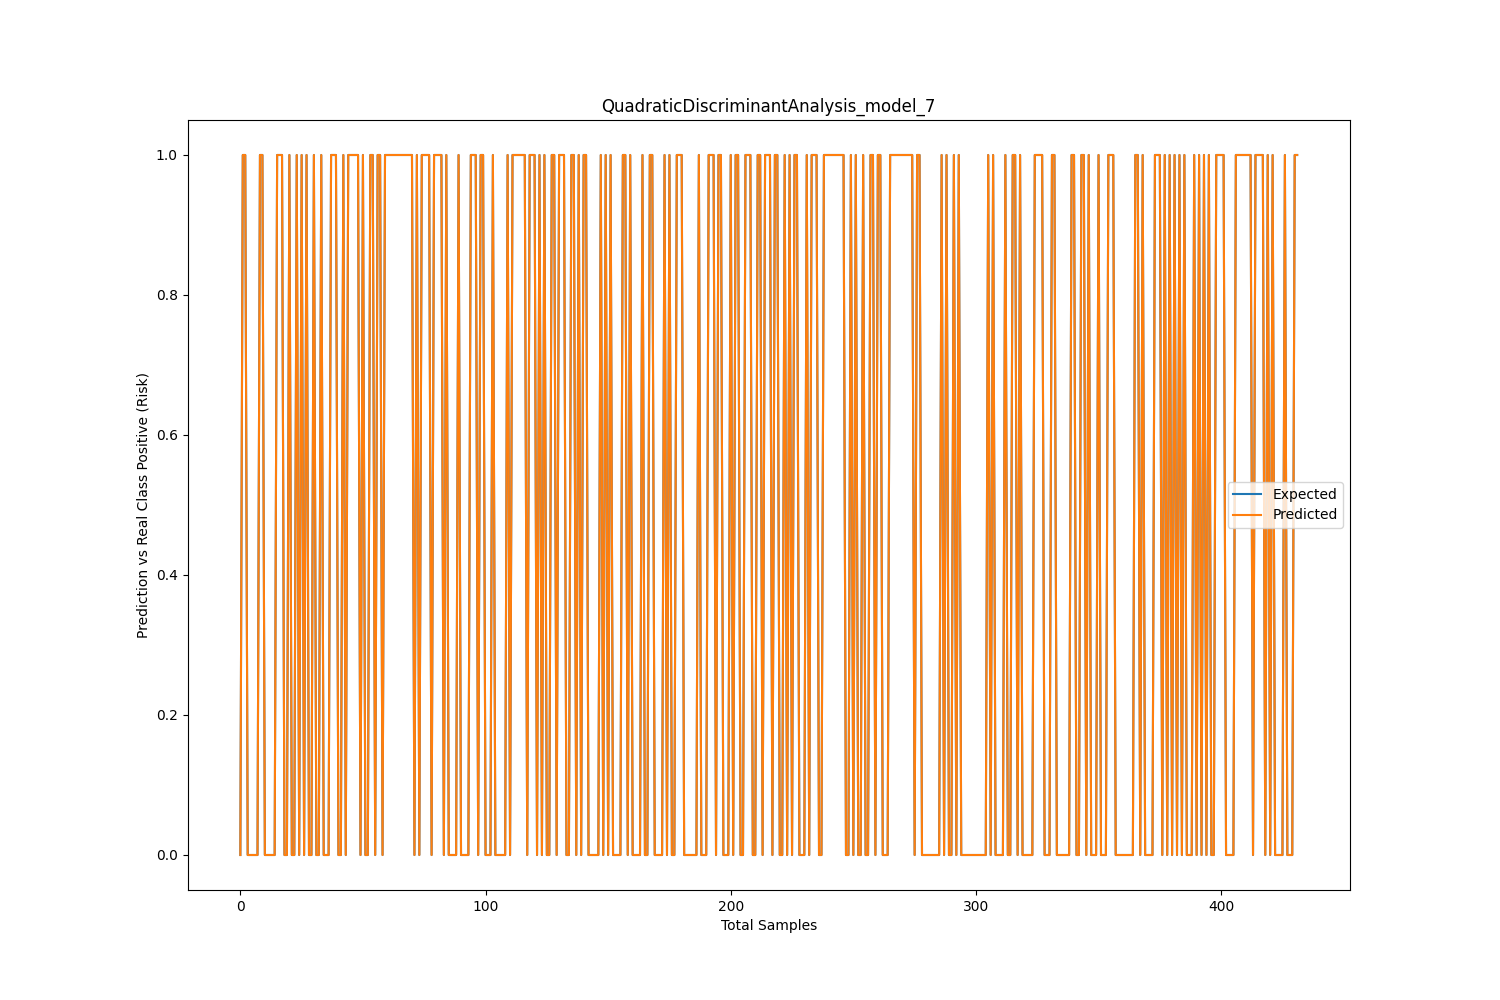 QuadraticDiscriminantAnalysis_model_7
1.0
0.8
0.6
0.4
0.2
0.0
Prediction vs Real Class Positive (Risk)
Expected
Predicted
0 100 200 300 400
Total Samples